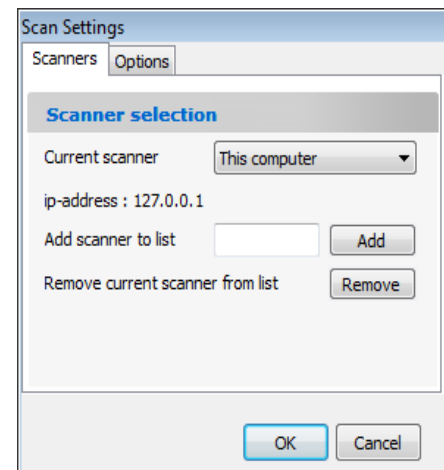 Scan Settings
Scanners Options
Scanner selection
Current scanner This computer
ip-address : 127.0.0.1
Add scanner to list Add
Remove current scanner from list Remove
OK Cancel